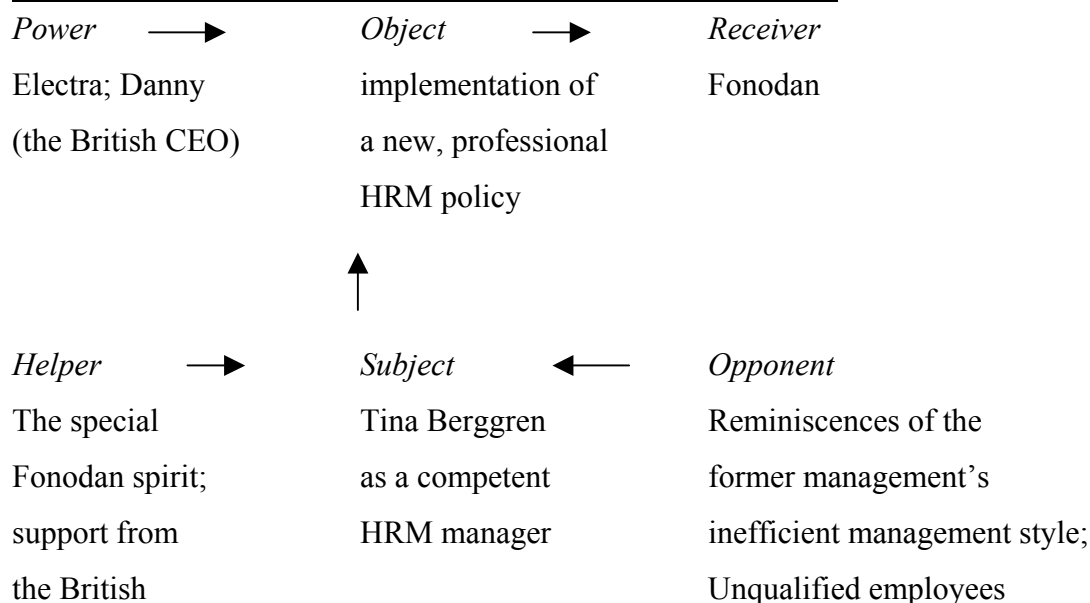 Power Object Receiver
Electra; Danny implementation of Fonodan
(the British CEO) a new, professional
HRM policy
Helper Subject Opponent
The special Tina Berggren Reminiscences of the
Fonodan spirit; as a competent former management’s
support from HRM manager inefficient management style;
the British Unqualified employees